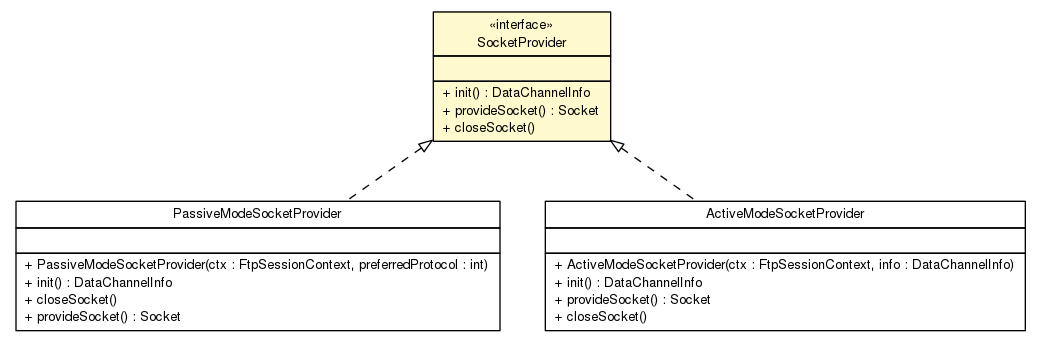 «interface»
SocketProvider
+ init() : DataChannelInfo
+ provideSocket() : Socket
+ closeSocket()
PassiveModeSocketProvider
+ PassiveModeSocketProvider(ctx : FtpSessionContext, preferredProtocol : int)
+ init() : DataChannelInfo
+ closeSocket()
+ provideSocket() : Socket
ActiveModeSocketProvider
+ ActiveModeSocketProvider(ctx : FtpSessionContext, info : DataChannelInfo)
+ init() : DataChannelInfo
+ provideSocket() : Socket
+ closeSocket()